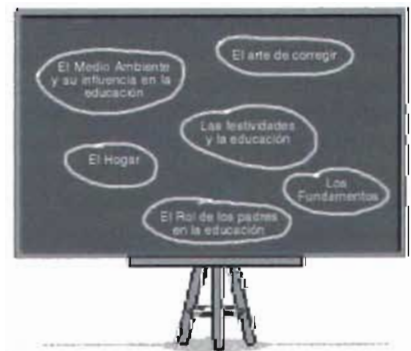 El Medio Ambiente
y su influencia en la
educación
El arte de corregir
Las festividades
y la educación
El Hogar
Los
Fundamentos
El Rol de los padres
en la educación